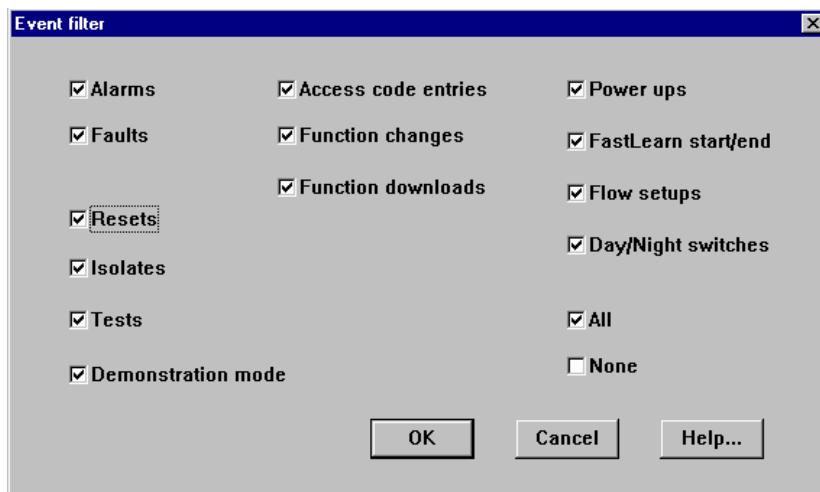 Event filter
Alarms
Access code entries
Power ups
Faults
Function changes
FastLearn start/end
Function downloads
Flow setups
Resets
Day/Night switches
Isolates
Tests
All
Demonstration mode
None
OK
Cancel
Help...